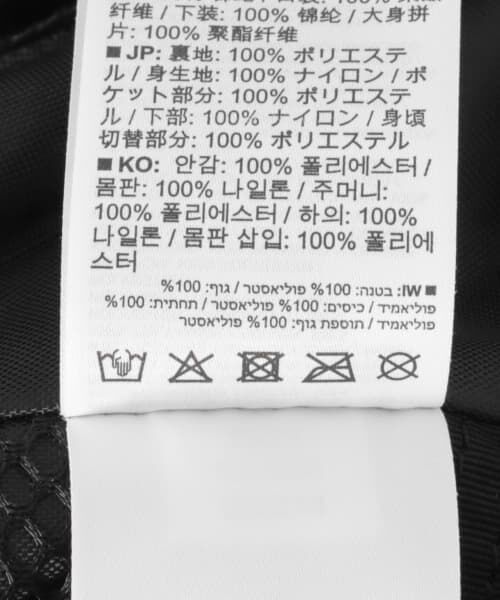 纤维 / 下装: 100% 锦纶 / 大身拼
片: 100% 聚酯纤维
■ JP: 裏地: 100% ポリエステ
ル / 身生地: 100% ナイロン / ポ
ケット部分: 100% ポリエステ
ル / 下部: 100% ナイロン / 身頃
切替部分: 100% ポリエステル
■ KO: 안감: 100% 폴리에스터 /
몸판: 100% 나일론 / 주머니:
100% 폴리에스터 / 하의: 100%
나일론 / 몸판 삽입: 100% 폴리에
스터
■ IW: בטנה: 100% פוליאסטר / גוף: 100%
פוליאמיד / כיסים: 100% פוליאסטר / תחתית: 100%
פוליאמיד / תוספת גוף: 100% פוליאסטר